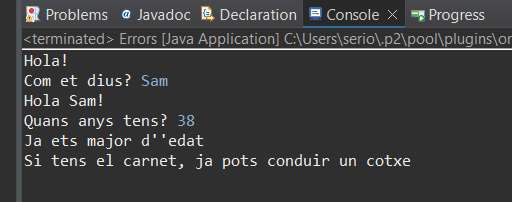 Problems Javadoc Declaration Console Progress
<terminated> Errors [Java Application] C:\Users\serio\.p2\pool\plugins\or
Hola!
Com et dius? Sam
Hola Sam!
Quans anys tens? 38
Ja ets major d''edat
Si tens el carnet, ja pots conduir un cotxe